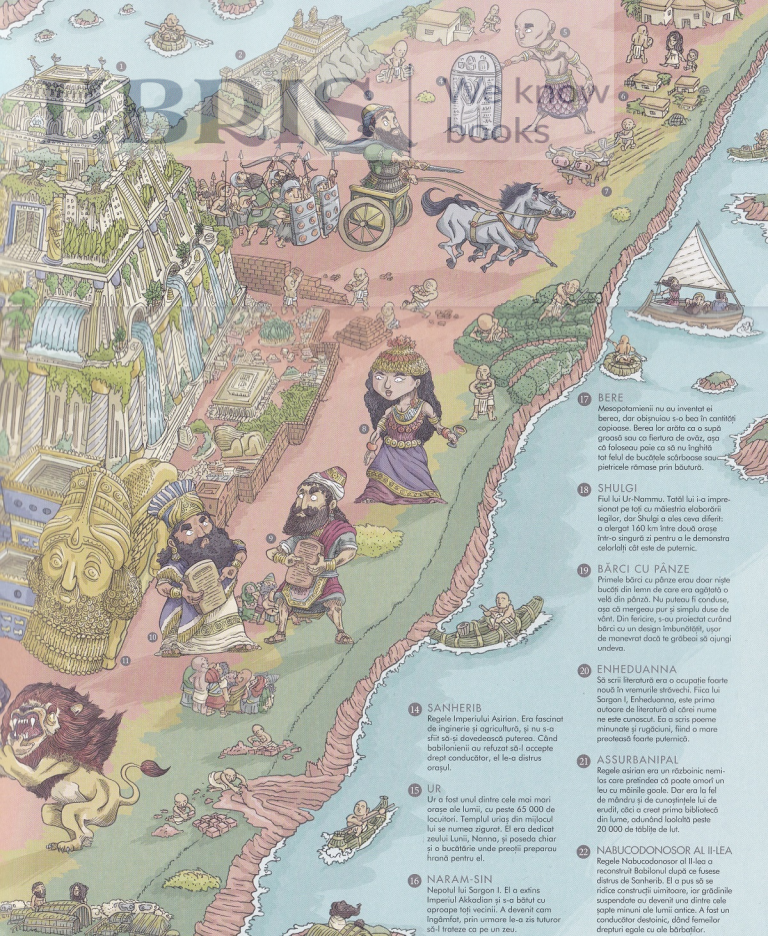 LIBRIS
We know
books
1
2
4
5
6
7
8
9
10
11
17 BERE
Mesopotamienii nu au inventat ei
berea, dar obișnuiau s-o bea în cantități
copioase. Berea lor arăta ca o supă
groasă sau ca fiertura de ovăz, așa
că foloseau paie ca să nu înghită
tot felul de bucățele scârboase sau
pietricele rămase prin băutură.
18 SHULGI
Fiul lui Ur-Nammu. Tatăl lui i-a impre-
sionat pe toți cu măiestria elaborării
legilor, dar Shulgi a ales ceva diferit:
a alergat 160 km între două orașe
într-o singură zi pentru a le demonstra
celorlalți cât este de puternic.
19 BĂRCI CU PÂNZE
Primele bărci cu pânze erau doar niște
bucăți din lemn de care era agățată o
velă din pânză. Nu puteau fi conduse,
așa că mergeau pur și simplu duse de
vânt. Din fericire, s-au proiectat curând
bărci cu un design îmbunătățit, ușor
de manevrat dacă te grăbeai să ajungi
undeva.
20 ENHEDUANNA
Să scrii literatură era o ocupație foarte
nouă în vremurile străvechi. Fiica lui
Sargon I, Enheduanna, este prima
autoare de literatură al cărei nume
ne este cunoscut. Ea a scris poeme
minunate și rugăciuni, fiind o mare
preoteasă foarte puternică.
14 SANHERIB
Regele Imperiului Asirian. Era fascinat
de inginerie și agricultură, și nu s-a
sfiit să-și dovedească puterea. Când
babilonienii au refuzat să-l accepte
drept conducător, el le-a distrus
orașul.
15 UR
Ur a fost unul dintre cele mai mari
orașe ale lumii, cu peste 65 000 de
locuitori. Templul uriaș din mijlocul
lui se numea zigurat. El era dedicat
zeului Lunii, Nanna, și poseda chiar
și o bucătărie unde preoții preparau
hrană pentru el.
16 NARAM-SIN
Nepotul lui Sargon I. El a extins
Imperiul Akkadian și s-a bătut cu
aproape toți vecinii. A devenit cam
îngâmfat, prin urmare le-a zis tuturor
să-l trateze ca pe un zeu.
21 ASSURBANIPAL
Regele asirian era un războinic nemi-
los care pretindea că poate omorî un
leu cu mâinile goale. Dar era la fel
de mândru și de cunoștințele lui de
erudit, căci a creat prima bibliotecă
din lume, adunând laolaltă peste
20 000 de tăblițe de lut.
22 NABUCODONOSOR AL II-LEA
Regele Nabucodonosor al II-lea a
reconstruit Babilonul după ce fusese
distrus de Sanherib. El a pus să se
ridice construcții uimitoare, iar grădinile
suspendate au devenit una dintre cele
șapte minuni ale lumii antice. A fost un
conducător destoinic, dând femeilor
drepturi egale cu ale bărbaților.